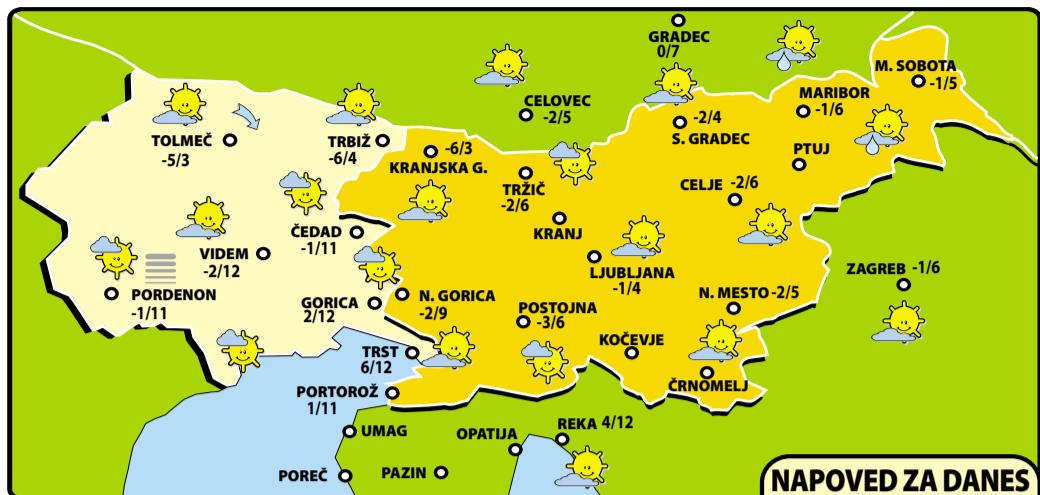 GRADEC
0/7
M. SOBOTA
-1/5
MARIBOR
-1/6
CELOVEC
-2/5
-2/4
S. GRADEC
TOLMEČ
-5/3
TRBIŽ
-6/4
-6/3
KRANJSKA G.
PTUJ
TRŽIČ
-2/6
CELJE -2/6
KRANJ
ČEDAD
-1/11
VIDEM
-2/12
LJUBLJANA
-1/4
ZAGREB -1/6
PORDENON
-1/11
GORICA
2/12
N. GORICA
-2/9
POSTOJNA
-3/6
N. MESTO -2/5
KOČEVJE
TRST
6/12
ČRNOMELJ
PORTOROŽ
1/11
UMAG
OPATIJA
REKA 4/12
POREČ
PAZIN
NAPOVED ZA DANES